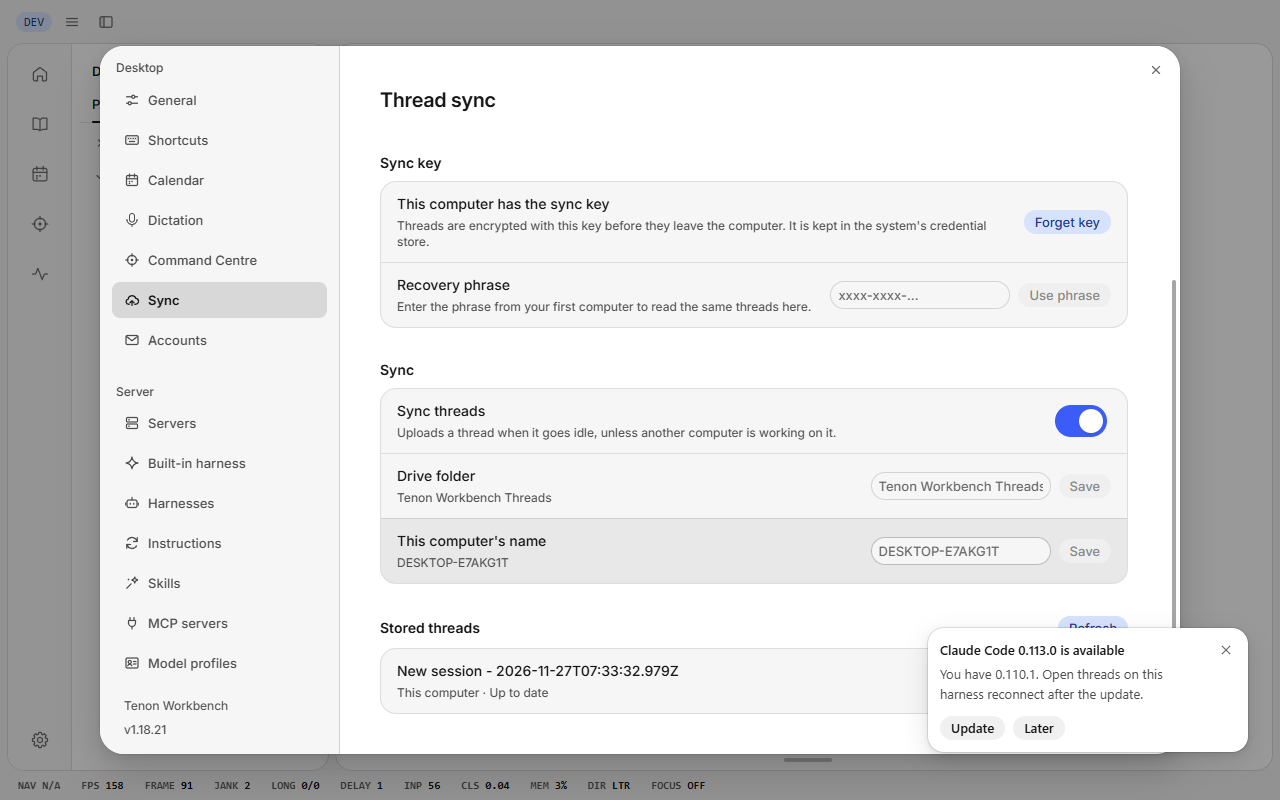 DEV
Desktop
General
Shortcuts
Calendar
Dictation
Command Centre
Sync
Accounts
Server
Servers
Built-in harness
Harnesses
Instructions
Skills
MCP servers
Model profiles
Tenon Workbench
v1.18.21
Thread sync
Sync key
This computer has the sync key
Threads are encrypted with this key before they leave the computer. It is kept in the system's credential
store.
Forget key
Recovery phrase
Enter the phrase from your first computer to read the same threads here.
xxxx-xxxx-...
Use phrase
Sync
Sync threads
Uploads a thread when it goes idle, unless another computer is working on it.
Drive folder
Tenon Workbench Threads
Tenon Workbench Threads
Save
This computer's name
DESKTOP-E7AKG1T
DESKTOP-E7AKG1T
Save
Stored threads
Refresh
New session - 2026-11-27T07:33:32.979Z
This computer · Up to date
Claude Code 0.113.0 is available
You have 0.110.1. Open threads on this
harness reconnect after the update.
Update
Later
NAV N/A FPS 158 FRAME 91 JANK 2 LONG 0/0 DELAY 1 INP 56 CLS 0.04 MEM 3% DIR LTR FOCUS OFF